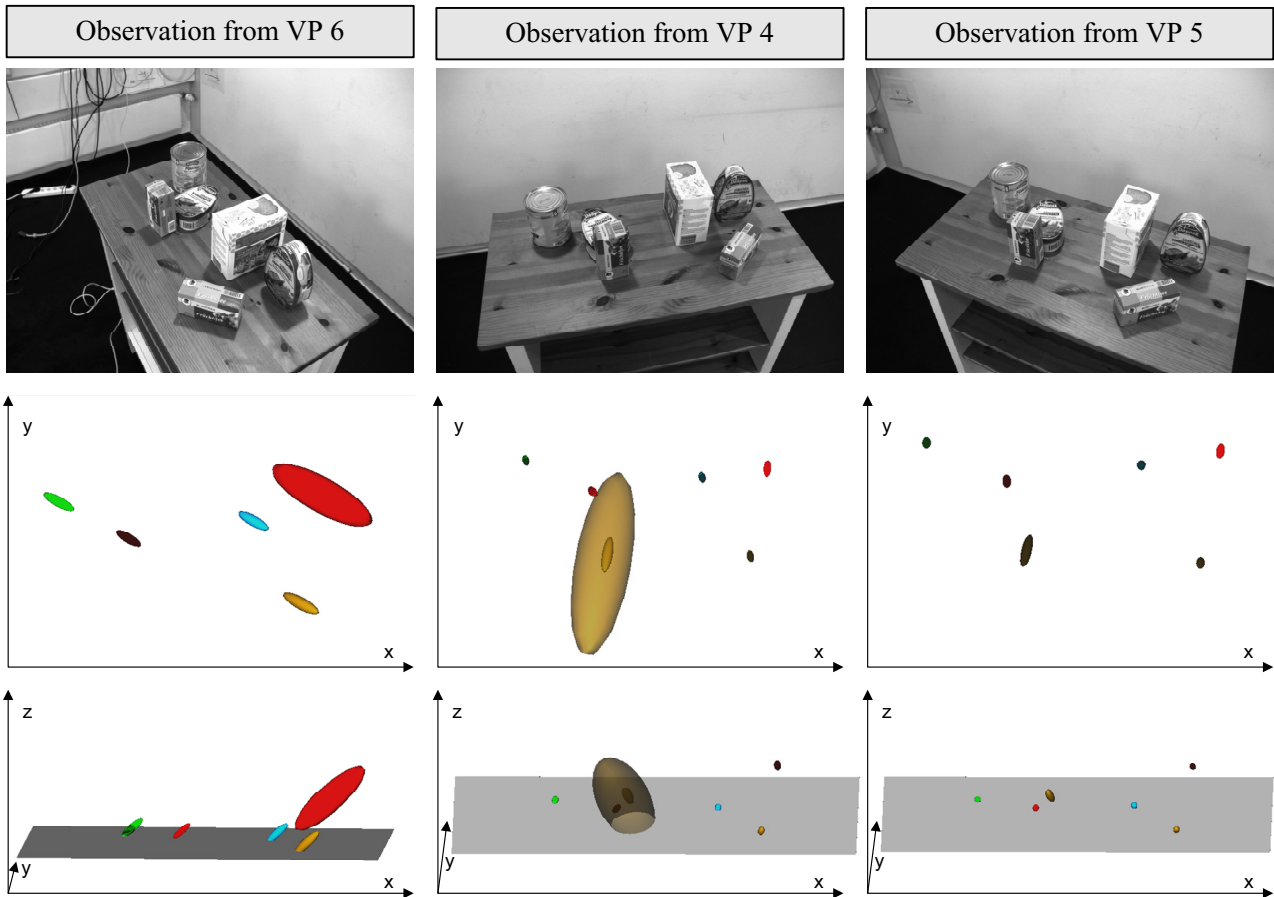 Observation from VP 6
Observation from VP 4
Observation from VP 5
y
x
y
x
y
x
z
y
x
z
y
x
z
y
x